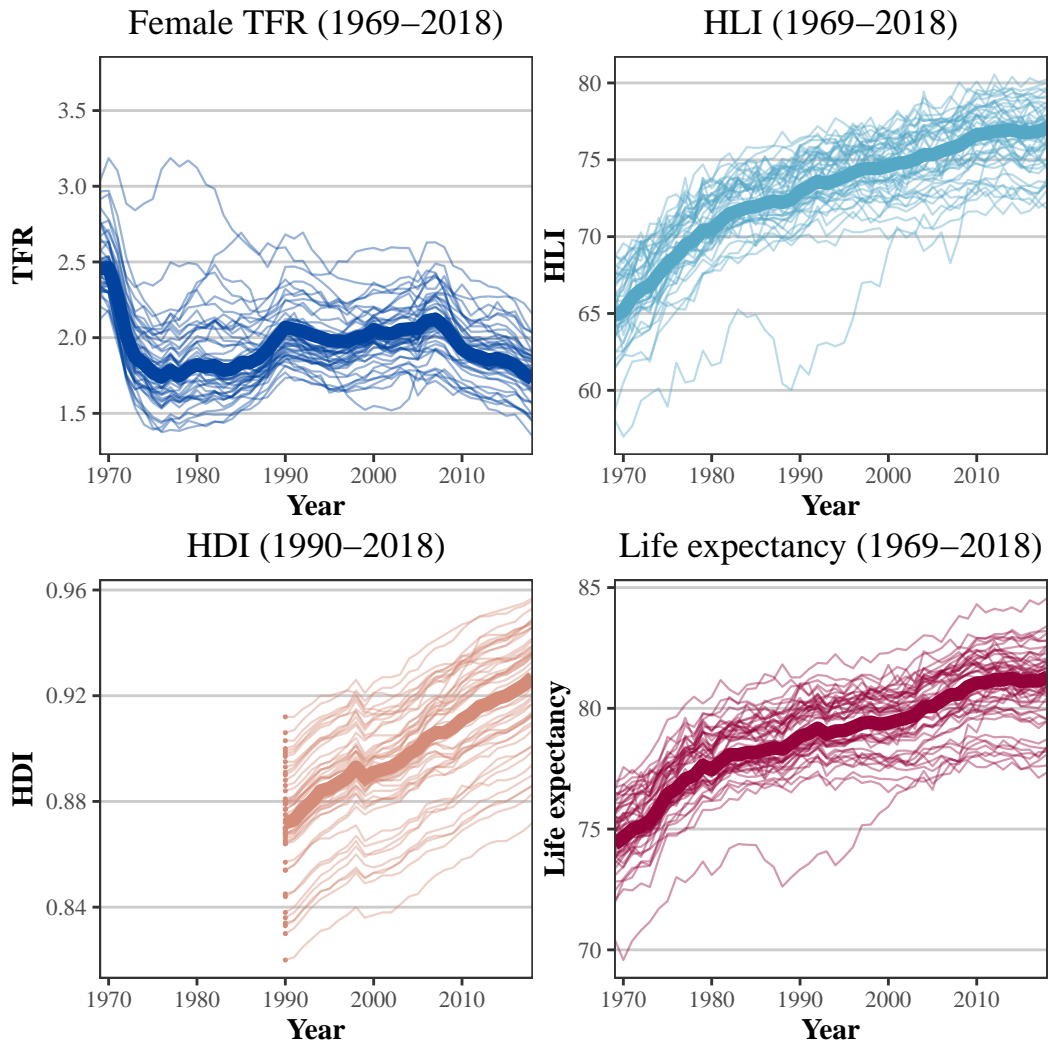 Female TFR (1969–2018)
3.5
3.0
2.5
2.0
1.5
TFR
1970 1980 1990 2000 2010
Year
HLI (1969–2018)
80
75
70
65
60
HLI
1970 1980 1990 2000 2010
Year
HDI (1990–2018)
0.96
0.92
0.88
0.84
HDI
1970 1980 1990 2000 2010
Year
Life expectancy (1969–2018)
85
80
75
70
Life expectancy
1970 1980 1990 2000 2010
Year